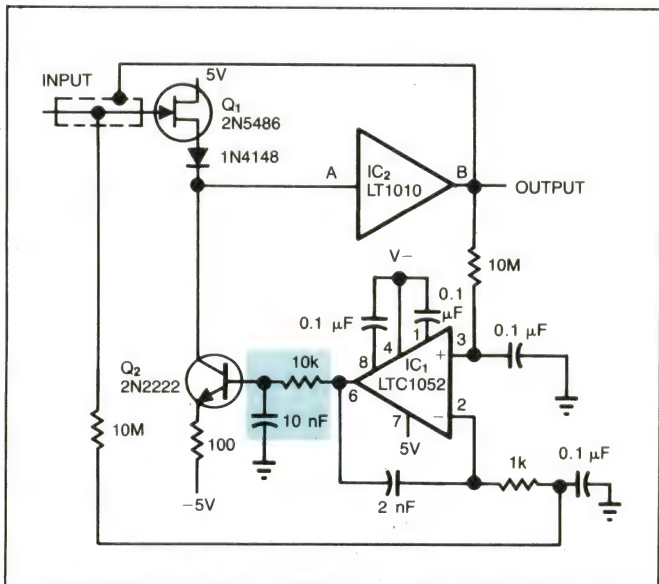 INPUT
5V
Q1
2N5486
1N4148
A
IC2
LT1010
B
OUTPUT
10M
V−
0.1 µF
0.1 µF
8
4
1
3
+
0.1 µF
Q2
2N2222
10k
10 nF
6
IC1
LTC1052
2
−
7
5V
10M
100
−5V
2 nF
1k
0.1 µF